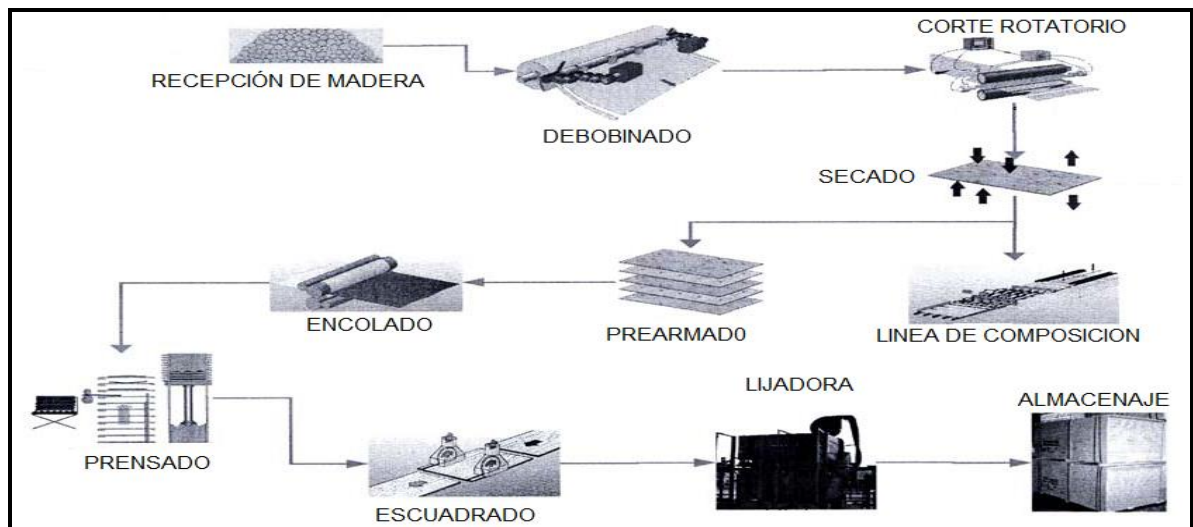 RECEPCIÓN DE MADERA
DEBOBINADO
CORTE ROTATORIO
SECADO
LINEA DE COMPOSICION
PREARMAD0
ENCOLADO
PRENSADO
ESCUADRADO
LIJADORA
ALMACENAJE